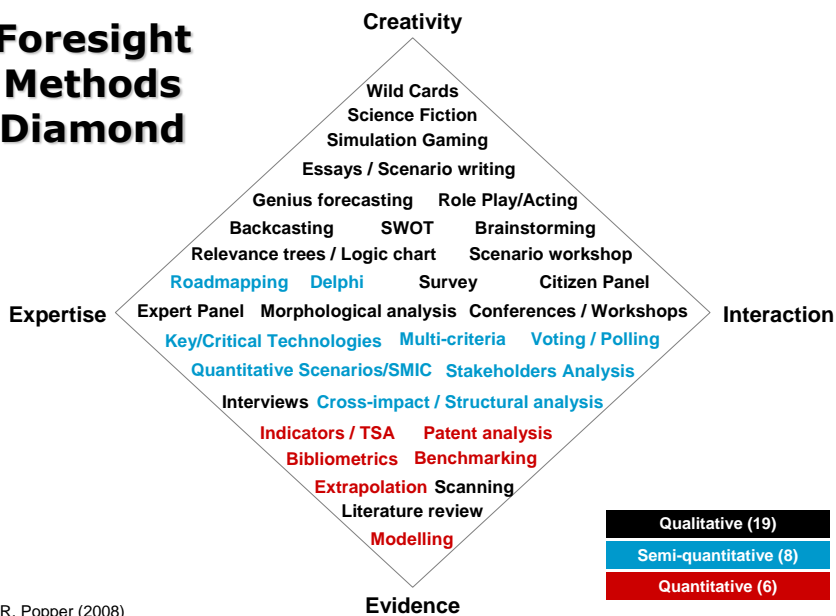 Foresight
Methods
Diamond
Creativity
Wild Cards
Science Fiction
Simulation Gaming
Essays / Scenario writing
Genius forecasting Role Play/Acting
Backcasting SWOT Brainstorming
Relevance trees / Logic chart Scenario workshop
Roadmapping Delphi Survey Citizen Panel
Expertise Expert Panel Morphological analysis Conferences / Workshops Interaction
Key/Critical Technologies Multi-criteria Voting / Polling
Quantitative Scenarios/SMIC Stakeholders Analysis
Interviews Cross-impact / Structural analysis
Indicators / TSA Patent analysis
Bibliometrics Benchmarking
Extrapolation Scanning
Literature review
Modelling
Qualitative (19)
Semi-quantitative (8)
Quantitative (6)
Evidence
R. Popper (2008)